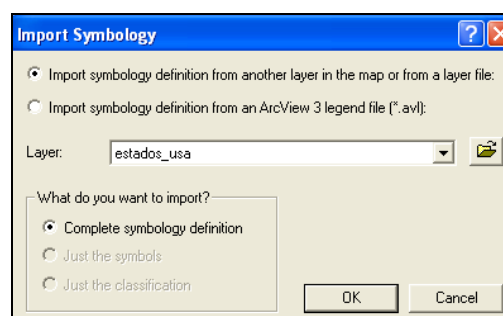 Import Symbology
Import symbology definition from another layer in the map or from a layer file:
Import symbology definition from an ArcView 3 legend file (*.avl):
Layer: estados_usa
What do you want to import?
Complete symbology definition
Just the symbols
Just the classification
OK Cancel